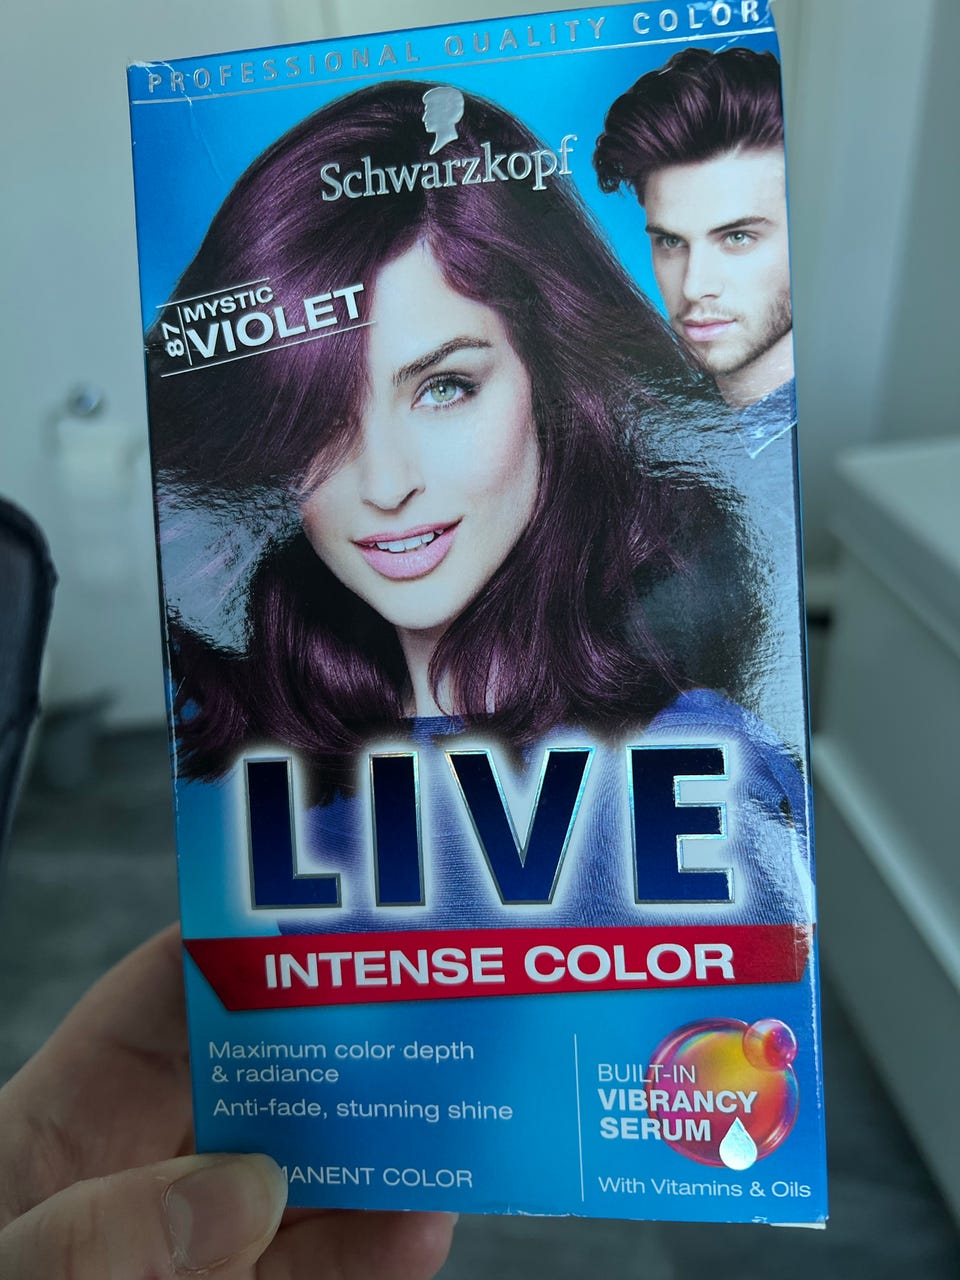 PROFESSIONAL QUALITY COLOR
Schwarzkopf
87
MYSTIC
VIOLET
LIVE
INTENSE COLOR
Maximum color depth
& radiance
Anti-fade, stunning shine
MANENT COLOR
BUILT-IN
VIBRANCY
SERUM
With Vitamins & Oils